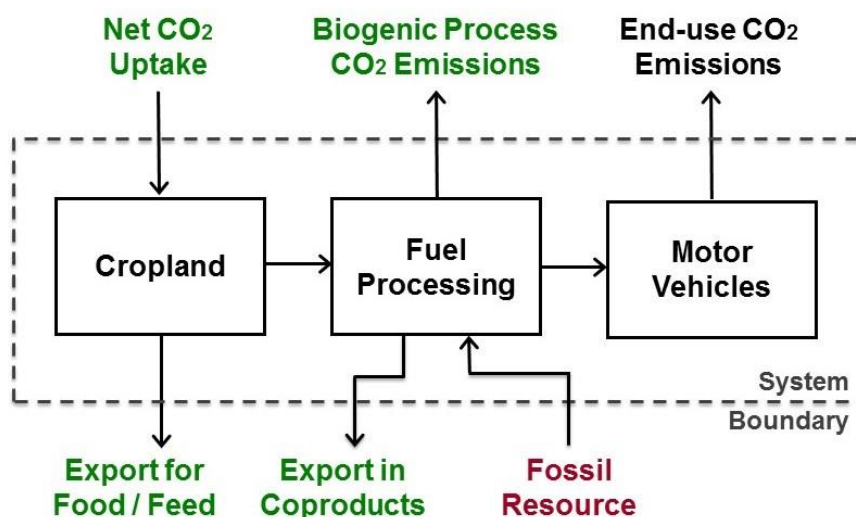 Net CO₂
Uptake
Biogenic Process
CO₂ Emissions
End-use CO₂
Emissions
Cropland
Fuel
Processing
Motor
Vehicles
System
Boundary
Export for
Food / Feed
Export in
Coproducts
Fossil
Resource